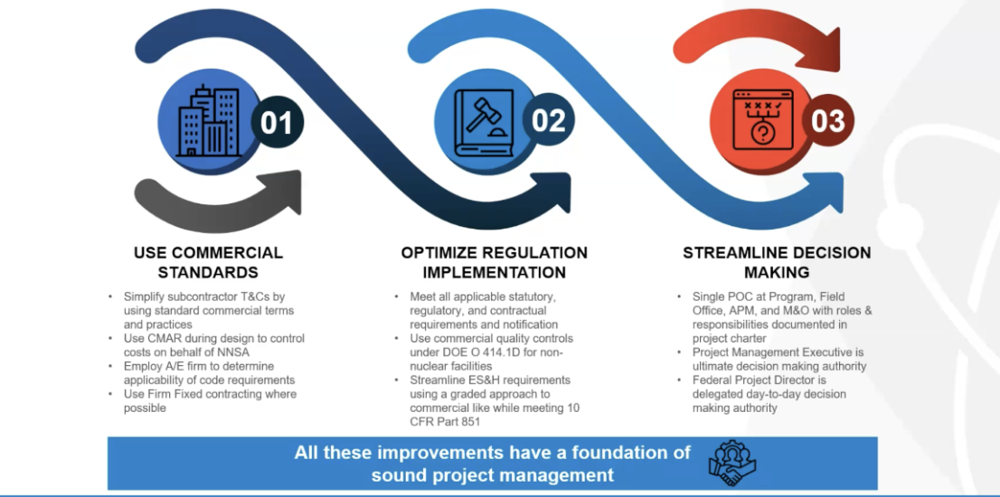 01
02
03
USE COMMERCIAL
STANDARDS
• Simplify subcontractor T&Cs by
using standard commercial terms
and practices
• Use CMAR during design to control
costs on behalf of NNSA
• Employ A/E firm to determine
applicability of code requirements
• Use Firm Fixed contracting where
possible
OPTIMIZE REGULATION
IMPLEMENTATION
• Meet all applicable statutory,
regulatory, and contractual
requirements and notification
• Use commercial quality controls
under DOE O 414.1D for non-
nuclear facilities
• Streamline ES&H requirements
using a graded approach to
commercial like while meeting 10
CFR Part 851
STREAMLINE DECISION
MAKING
• Single POC at Program, Field
Office, APM, and M&O with roles &
responsibilities documented in
project charter
• Project Management Executive is
ultimate decision making authority
• Federal Project Director is
delegated day-to-day decision
making authority
All these improvements have a foundation of
sound project management